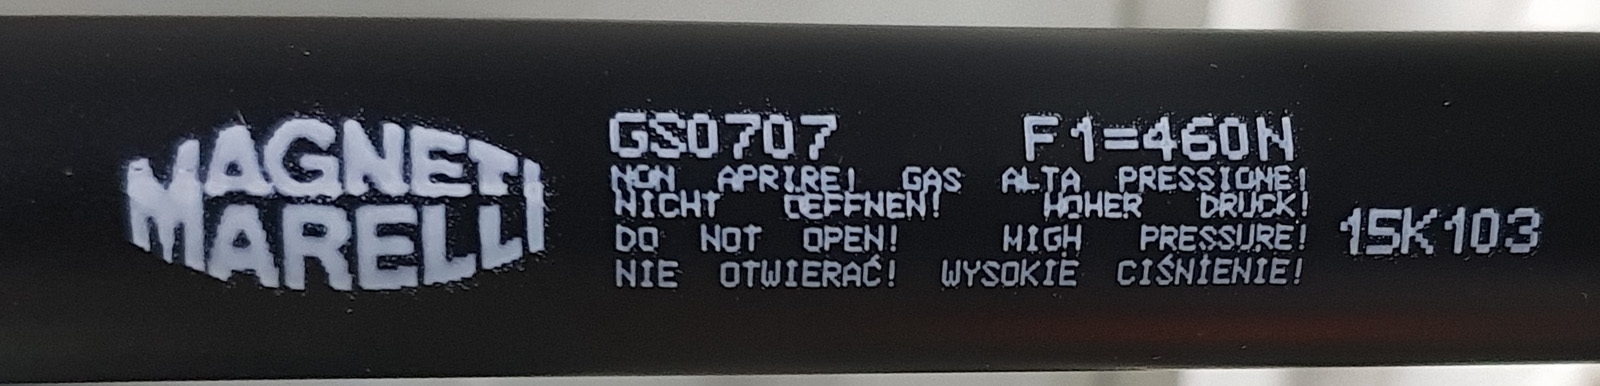 MAGNETI
MARELLI
GS0707 F1=460N
NON APRIRE! GAS ALTA PRESSIONE!
NICHT OEFFNEN! HOHER DRUCK!
DO NOT OPEN! HIGH PRESSURE!
NIE OTWIERAĆ! WYSOKIE CIŚNIENIE!
15K103